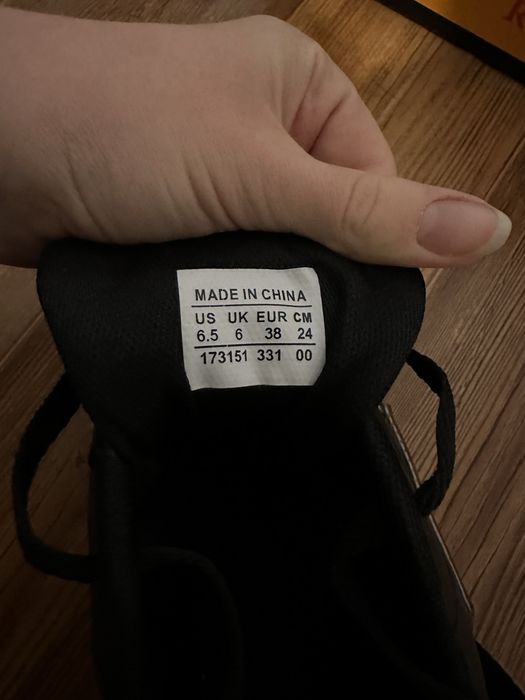 MADE IN CHINA
US UK EUR CM
6.5 6 38 24
173151 331 00